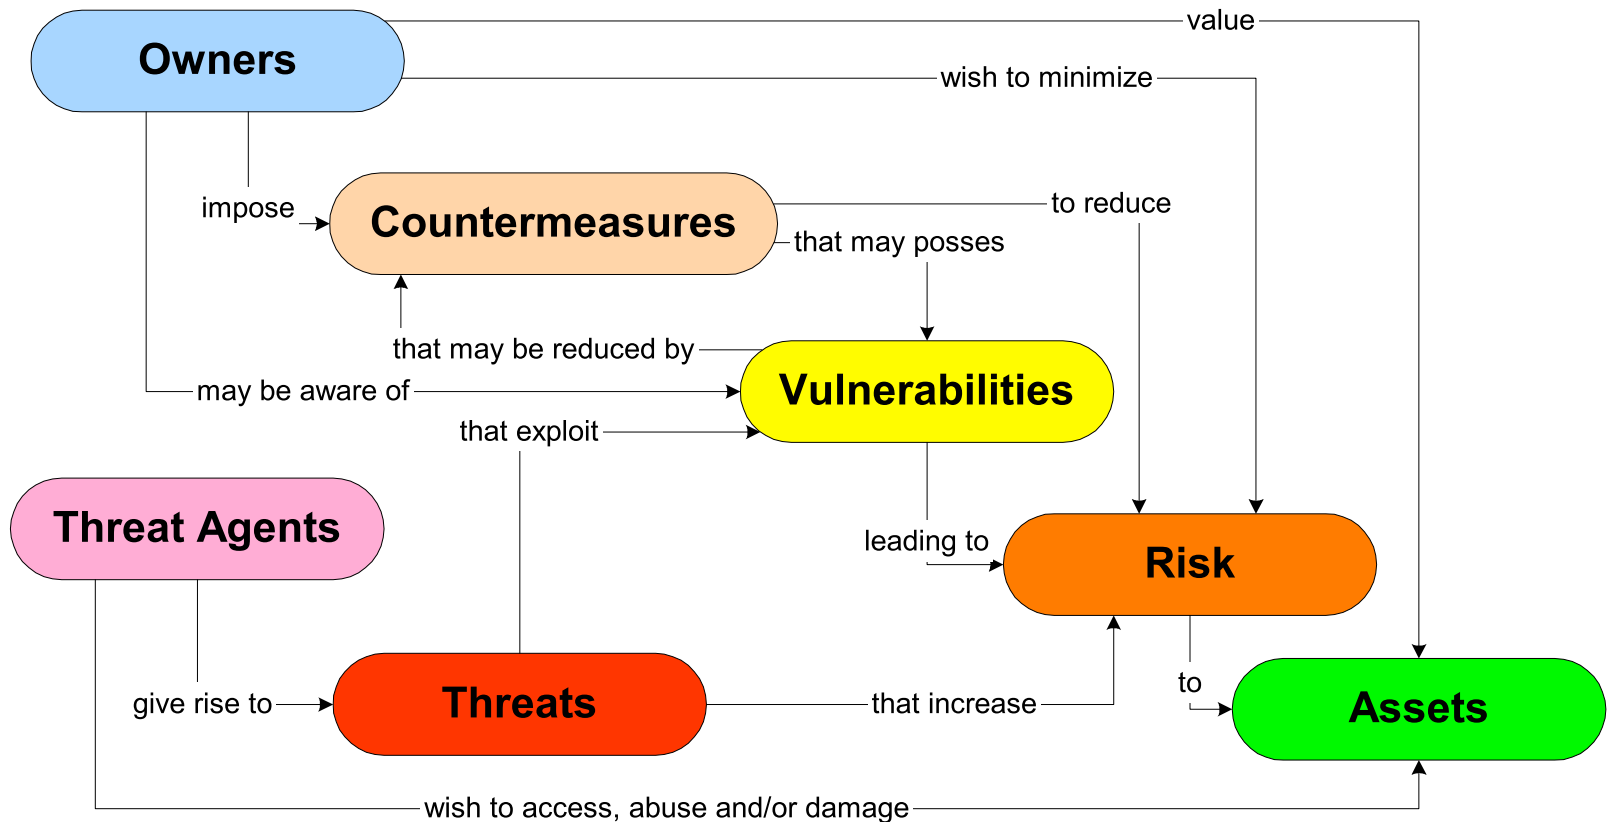 value
Owners
wish to minimize
impose
to reduce
Countermeasures
that may posses
that may be reduced by
may be aware of
Vulnerabilities
that exploit
Threat Agents
leading to
Risk
to
give rise to
Threats
that increase
Assets
wish to access, abuse and/or damage